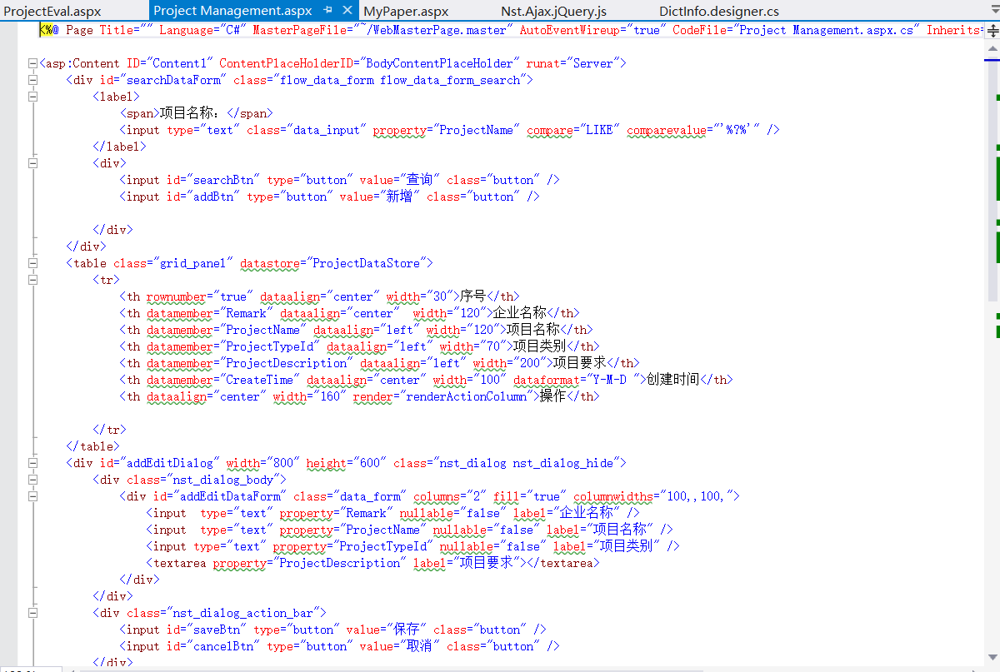 ProjectEval.aspx Project Management.aspx MyPaper.aspx Nst.Ajax.jQuery.js DictInfo.designer.cs
<%@ Page Title="" Language="C#" MasterPageFile="~/WebMasterPage.master" AutoEventWireup="true" CodeFile="Project Management.aspx.cs" Inherits=
<asp:Content ID="Content1" ContentPlaceHolderID="BodyContentPlaceHolder" runat="Server">
<div id="searchDataForm" class="flow_data_form flow_data_form_search">
<label>
<span>项目名称：</span>
<input type="text" class="data_input" property="ProjectName" compare="LIKE" comparevalue="'%?%'" />
</label>
<div>
<input id="searchBtn" type="button" value="查询" class="button" />
<input id="addBtn" type="button" value="新增" class="button" />
</div>
</div>
<table class="grid_panel" datastore="ProjectDataStore">
<tr>
<th rownumber="true" dataalign="center" width="30">序号</th>
<th datamember="Remark" dataalign="center"  width="120">企业名称</th>
<th datamember="ProjectName" dataalign="left" width="120">项目名称</th>
<th datamember="ProjectTypeId" dataalign="left" width="70">项目类别</th>
<th datamember="ProjectDescription" dataalign="left" width="200">项目要求</th>
<th datamember="CreateTime" dataalign="center" width="100" dataformat="Y-M-D ">创建时间</th>
<th dataalign="center" width="160" render="renderActionColumn">操作</th>
</tr>
</table>
<div id="addEditDialog" width="800" height="600" class="nst_dialog nst_dialog_hide">
<div class="nst_dialog_body">
<div id="addEditDataForm" class="data_form" columns="2" fill="true" columnwidths="100,,100,">
<input  type="text" property="Remark" nullable="false" label="企业名称" />
<input  type="text" property="ProjectName" nullable="false" label="项目名称" />
<input type="text" property="ProjectTypeId" nullable="false" label="项目类别" />
<textarea property="ProjectDescription" label="项目要求"></textarea>
</div>
</div>
<div class="nst_dialog_action_bar">
<input id="saveBtn" type="button" value="保存" class="button" />
<input id="cancelBtn" type="button" value="取消" class="button" />
</div>